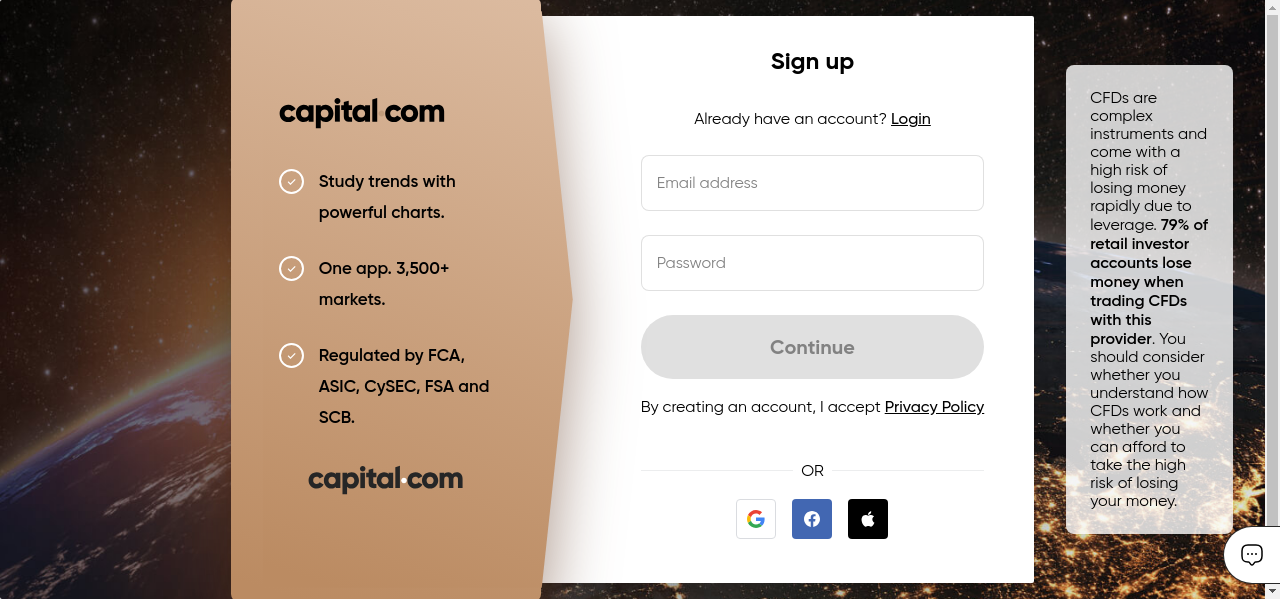 capital.com
Study trends with
powerful charts.
One app. 3,500+
markets.
Regulated by FCA,
ASIC, CySEC, FSA and
SCB.
capital.com
Sign up
Already have an account? Login
Email address
Password
Continue
By creating an account, I accept Privacy Policy
OR
CFDs are
complex
instruments and
come with a
high risk of
losing money
rapidly due to
leverage. 79% of
retail investor
accounts lose
money when
trading CFDs
with this
provider. You
should consider
whether you
understand how
CFDs work and
whether you
can afford to
take the high
risk of losing
your money.